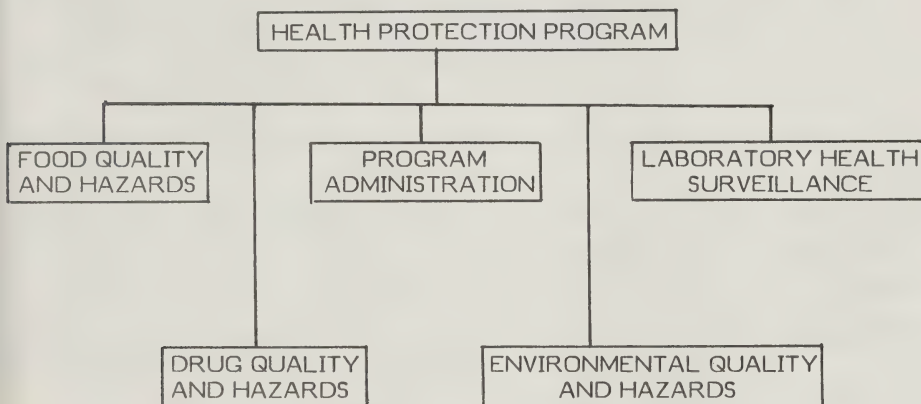 HEALTH PROTECTION PROGRAM
FOOD QUALITY
AND HAZARDS
PROGRAM
ADMINISTRATION
LABORATORY HEALTH
SURVEILLANCE
DRUG QUALITY
AND HAZARDS
ENVIRONMENTAL QUALITY
AND HAZARDS